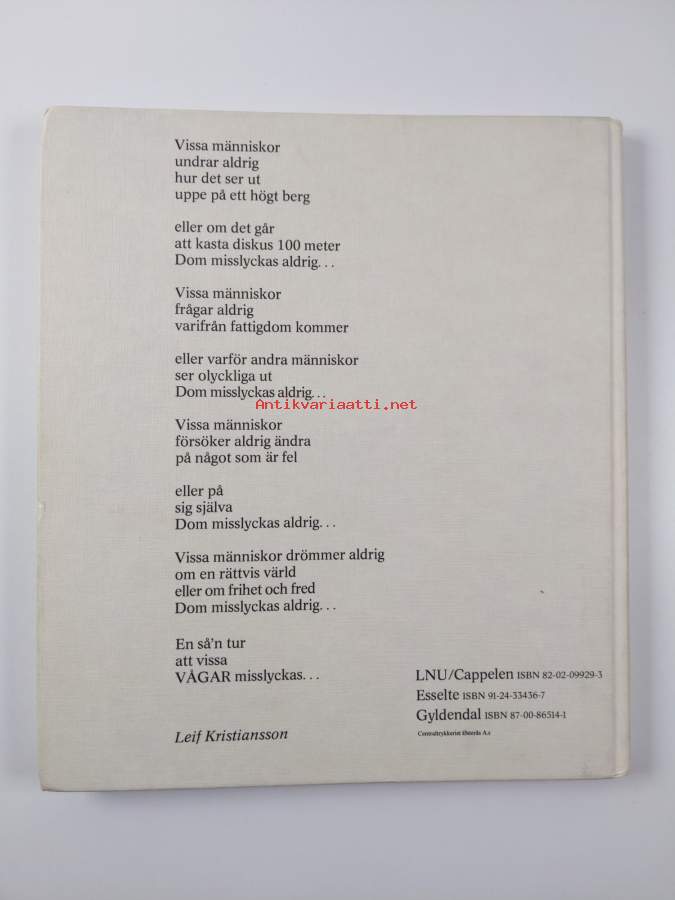 Vissa människor
undrar aldrig
hur det ser ut
uppe på ett högt berg
eller om det går
att kasta diskus 100 meter
Dom misslyckas aldrig. . .
Vissa människor
frågar aldrig
varifrån fattigdom kommer
eller varför andra människor
ser olyckliga ut
Dom misslyckas aldrig. . .
Antikvariaatti.net
Vissa människor
försöker aldrig ändra
på något som är fel
eller på
sig själva
Dom misslyckas aldrig. . .
Vissa människor drömmer aldrig
om en rättvis värld
eller om frihet och fred
Dom misslyckas aldrig. . .
En så'n tur
att vissa
VÅGAR misslyckas. . .
Leif Kristiansson
LNU/Cappelen ISBN 82-02-09929-3
Esselte ISBN 91-24-33436-7
Gyldendal ISBN 87-00-86514-1
Centraltrykkeriet Østerås A.s